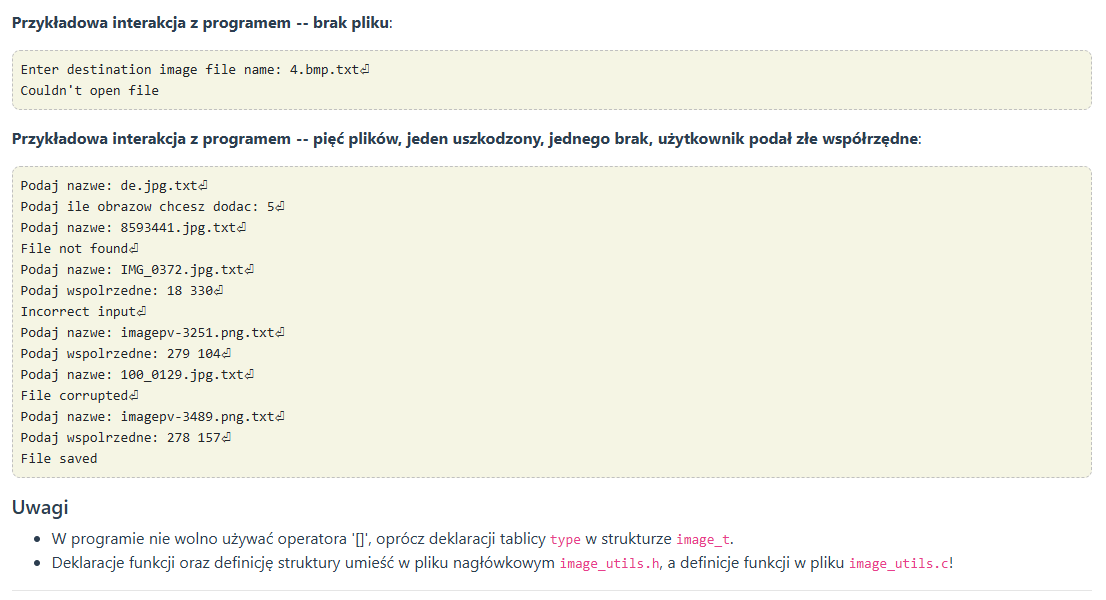 Przykładowa interakcja z programem -- brak pliku:
Enter destination image file name: 4.bmp.txt⏎
Couldn't open file
Przykładowa interakcja z programem -- pięć plików, jeden uszkodzony, jednego brak, użytkownik podał złe współrzędne:
Podaj nazwe: de.jpg.txt⏎
Podaj ile obrazow chcesz dodac: 5⏎
Podaj nazwe: 8593441.jpg.txt⏎
File not found⏎
Podaj nazwe: IMG_0372.jpg.txt⏎
Podaj wspolrzedne: 18 330⏎
Incorrect input⏎
Podaj nazwe: imagepv-3251.png.txt⏎
Podaj wspolrzedne: 279 104⏎
Podaj nazwe: 100_0129.jpg.txt⏎
File corrupted⏎
Podaj nazwe: imagepv-3489.png.txt⏎
Podaj wspolrzedne: 278 157⏎
File saved
Uwagi
• W programie nie wolno używać operatora '[]', oprócz deklaracji tablicy type w strukturze image_t.
• Deklaracje funkcji oraz definicję struktury umieść w pliku nagłówkowym image_utils.h, a definicje funkcji w pliku image_utils.c!